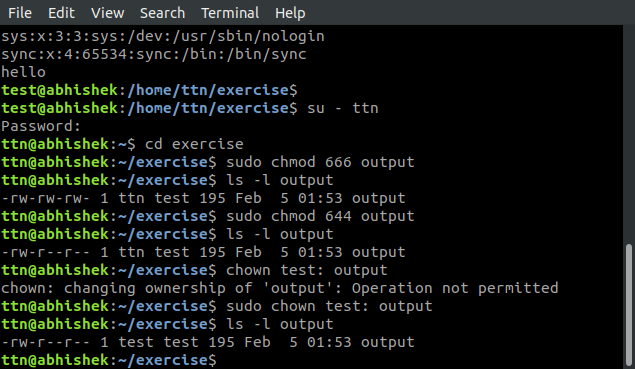 File Edit View Search Terminal Help
sys:x:3:3:sys:/dev:/usr/sbin/nologin
sync:x:4:65534:sync:/bin:/bin/sync
hello
test@abhishek:/home/ttn/exercise$
test@abhishek:/home/ttn/exercise$ su - ttn
Password:
ttn@abhishek:~$ cd exercise
ttn@abhishek:~/exercise$ sudo chmod 666 output
ttn@abhishek:~/exercise$ ls -l output
-rw-rw-rw- 1 ttn test 195 Feb  5 01:53 output
ttn@abhishek:~/exercise$ sudo chmod 644 output
ttn@abhishek:~/exercise$ ls -l output
-rw-r--r-- 1 ttn test 195 Feb  5 01:53 output
ttn@abhishek:~/exercise$ chown test: output
chown: changing ownership of 'output': Operation not permitted
ttn@abhishek:~/exercise$ sudo chown test: output
ttn@abhishek:~/exercise$ ls -l output
-rw-r--r-- 1 test test 195 Feb  5 01:53 output
ttn@abhishek:~/exercise$